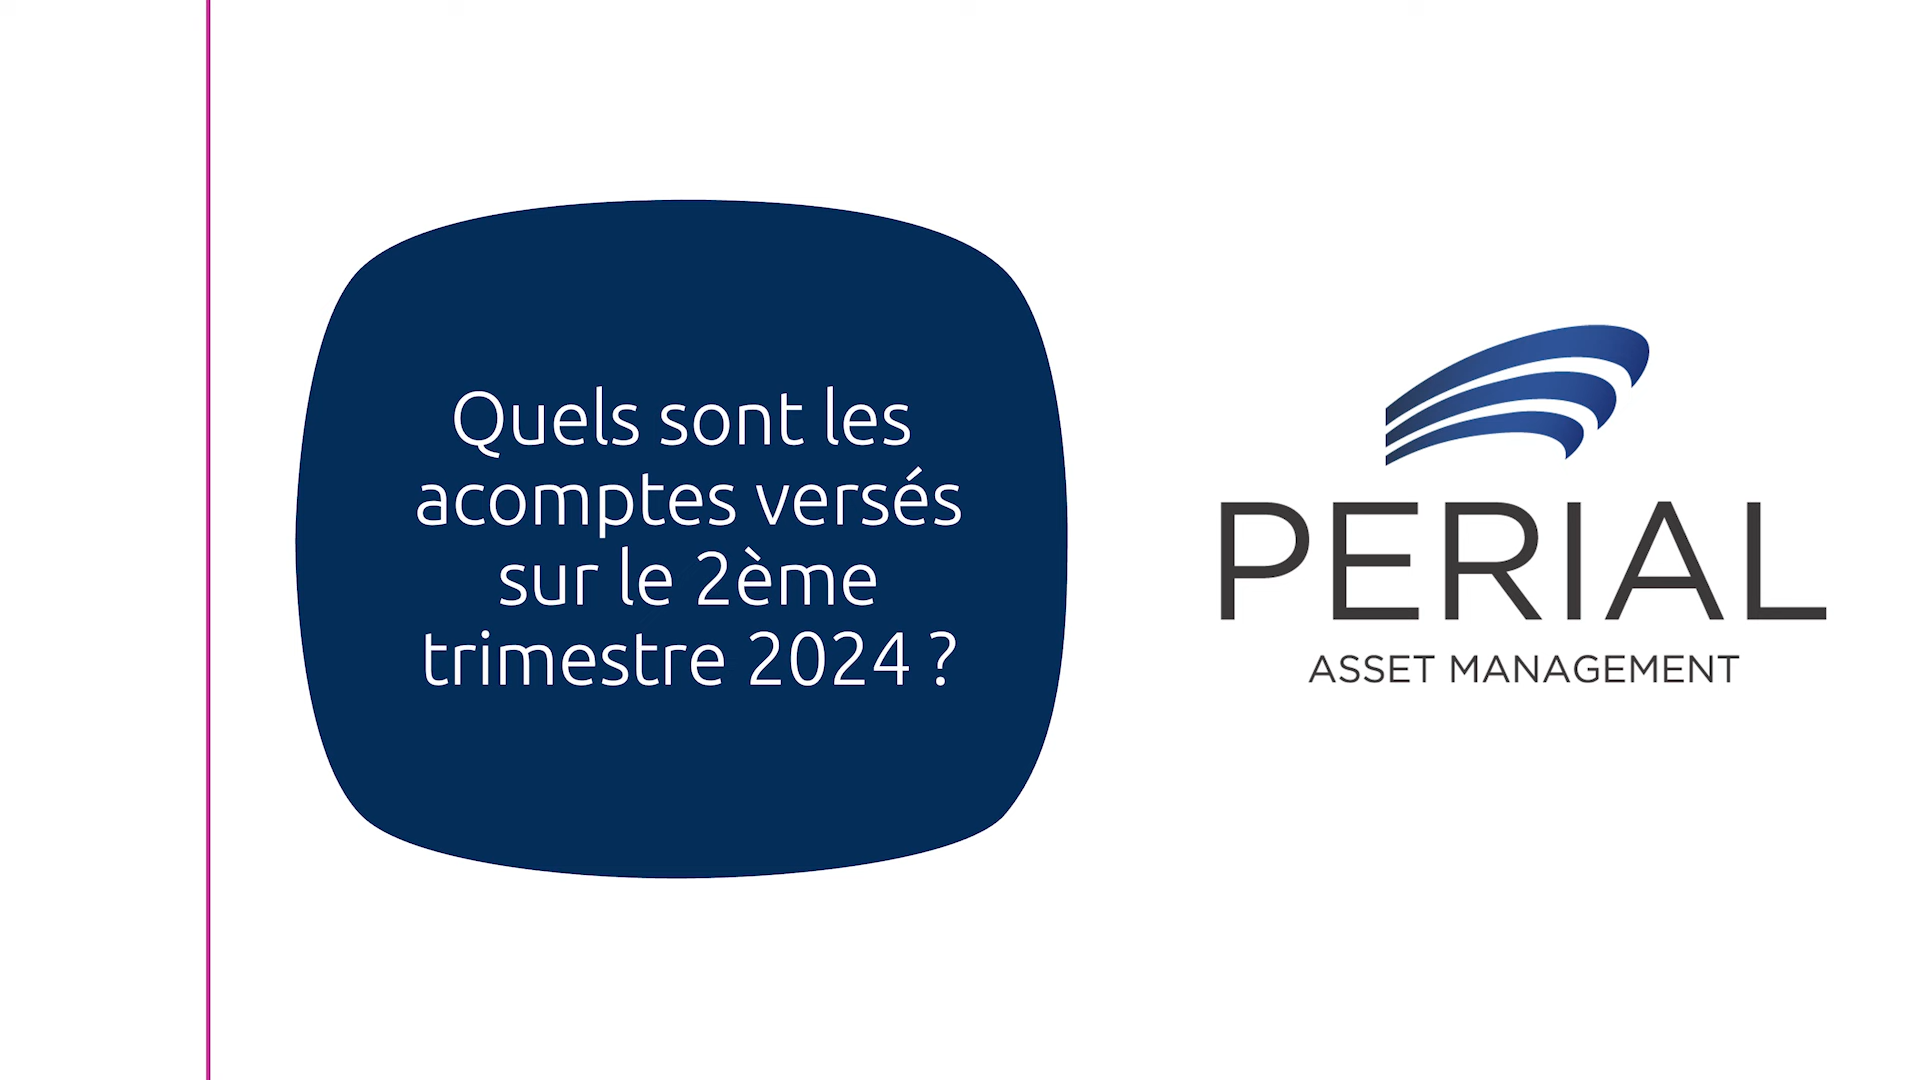 Quels sont les
acomptes versés
sur le 2ème
trimestre 2024 ?
PERIAL
ASSET MANAGEMENT